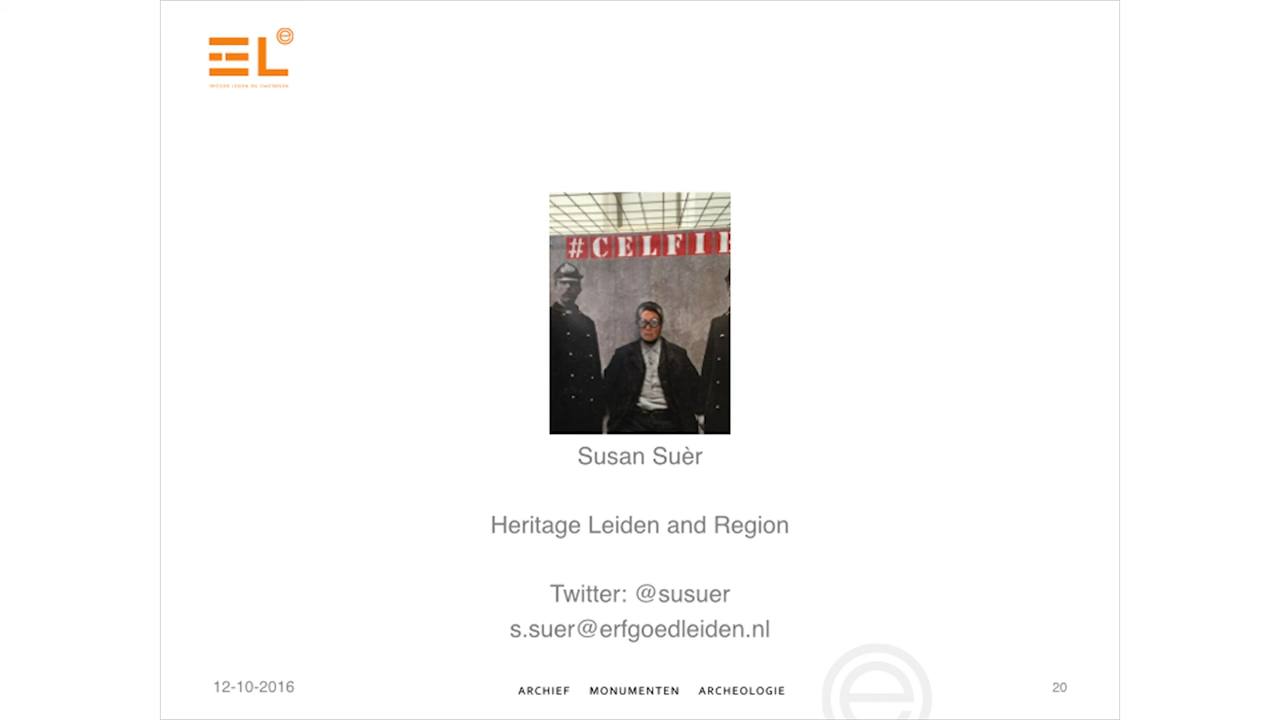 EL e
#CELFIE
Susan Suèr
Heritage Leiden and Region
Twitter: @susuer
s.suer@erfgoedleiden.nl
12-10-2016
ARCHIEF MONUMENTEN ARCHEOLOGIE
20